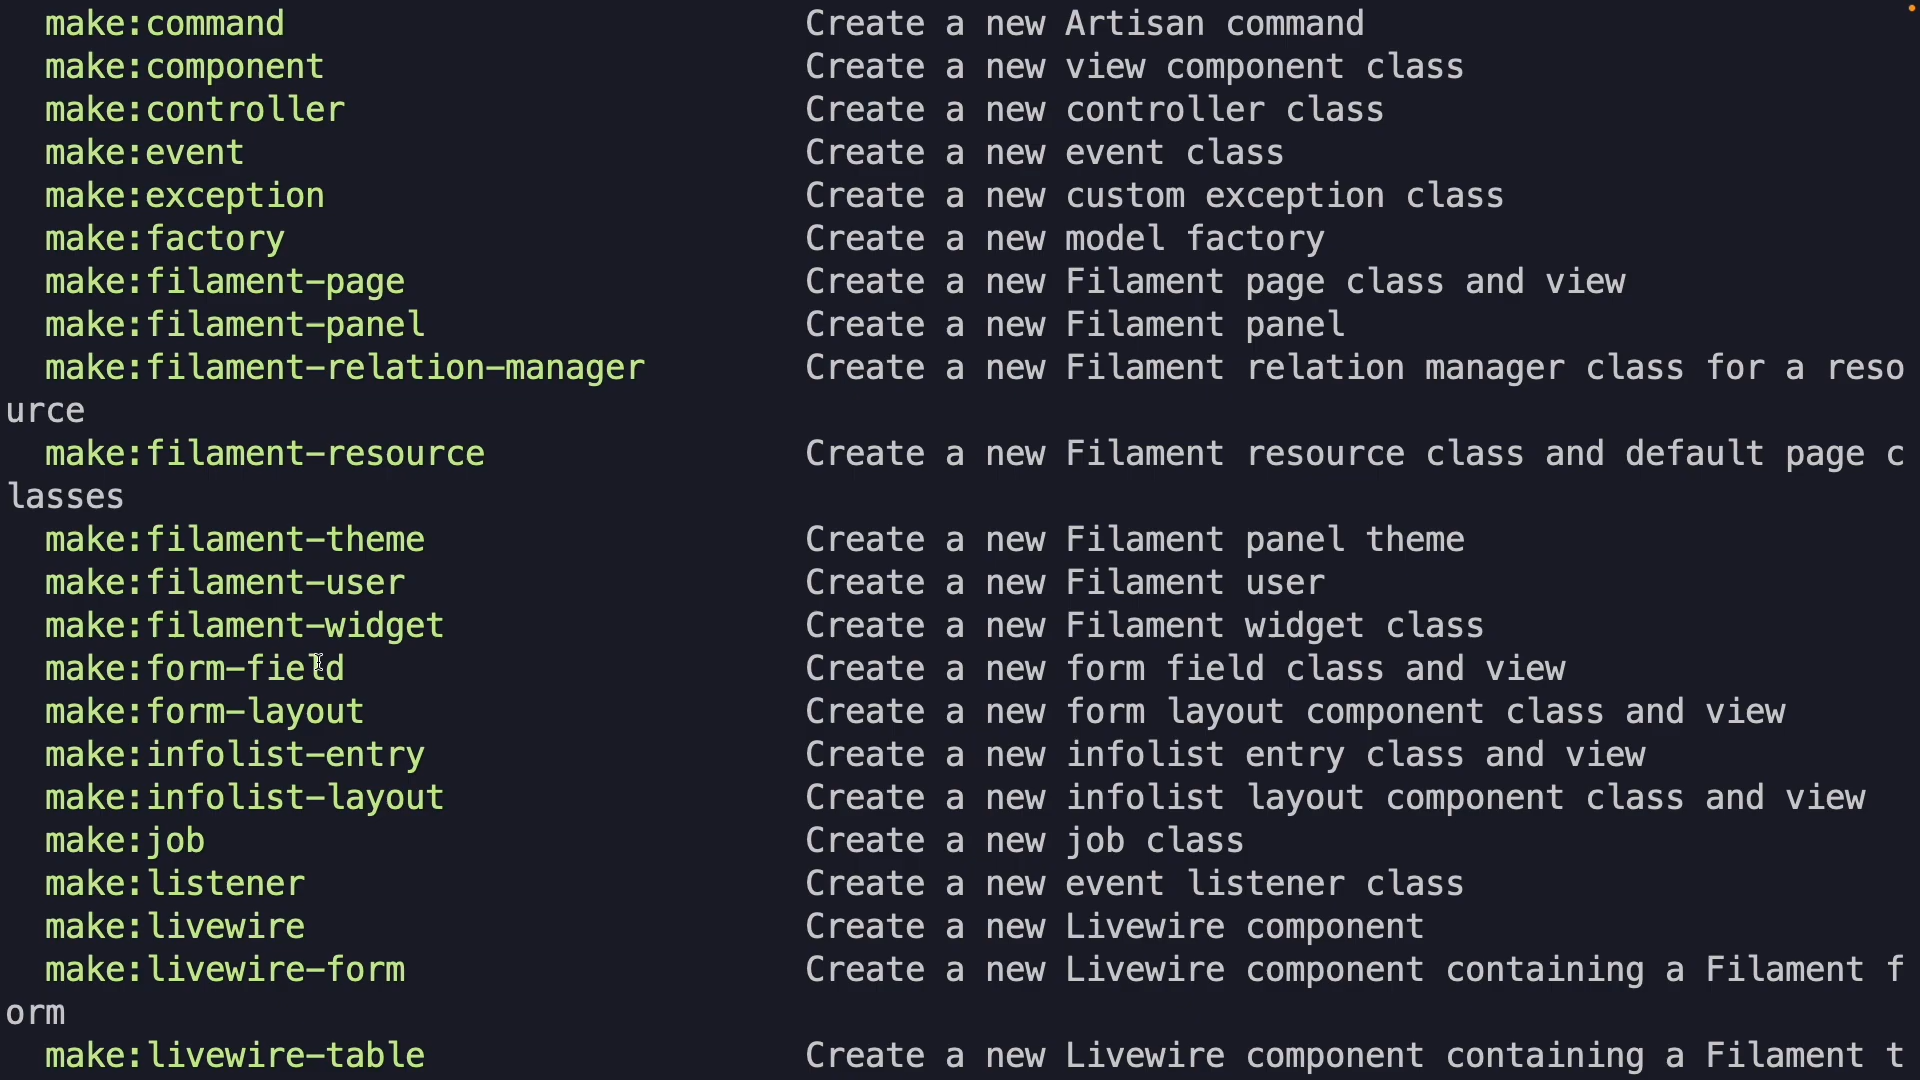 make:command Create a new Artisan command
make:component Create a new view component class
make:controller Create a new controller class
make:event Create a new event class
make:exception Create a new custom exception class
make:factory Create a new model factory
make:filament-page Create a new Filament page class and view
make:filament-panel Create a new Filament panel
make:filament-relation-manager Create a new Filament relation manager class for a reso
urce
make:filament-resource Create a new Filament resource class and default page c
lasses
make:filament-theme Create a new Filament panel theme
make:filament-user Create a new Filament user
make:filament-widget Create a new Filament widget class
make:form-field Create a new form field class and view
make:form-layout Create a new form layout component class and view
make:infolist-entry Create a new infolist entry class and view
make:infolist-layout Create a new infolist layout component class and view
make:job Create a new job class
make:listener Create a new event listener class
make:livewire Create a new Livewire component
make:livewire-form Create a new Livewire component containing a Filament f
orm
make:livewire-table Create a new Livewire component containing a Filament t